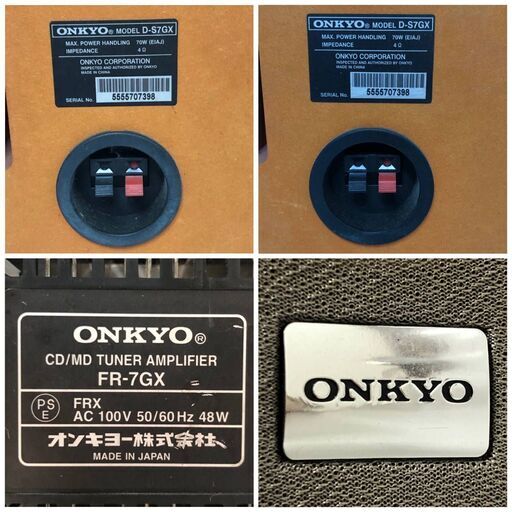 ONKYO® MODEL D-S7GX
MAX. POWER HANDLING 70W (EIAJ)
IMPEDANCE 4Ω
ONKYO CORPORATION
INSPECTED AND AUTHORIZED BY ONKYO
MADE IN CHINA
SERIAL No. 5555707398
ONKYO® MODEL D-S7GX
MAX. POWER HANDLING 70W (EIAJ)
IMPEDANCE 4Ω
ONKYO CORPORATION
INSPECTED AND AUTHORIZED BY ONKYO
MADE IN CHINA
SERIAL No. 5555707398
ONKYO®
CD/MD TUNER AMPLIFIER
FR-7GX
PS E
FRX
AC 100V 50/60Hz 48W
オンキヨー株式会社
MADE IN JAPAN
ONKYO